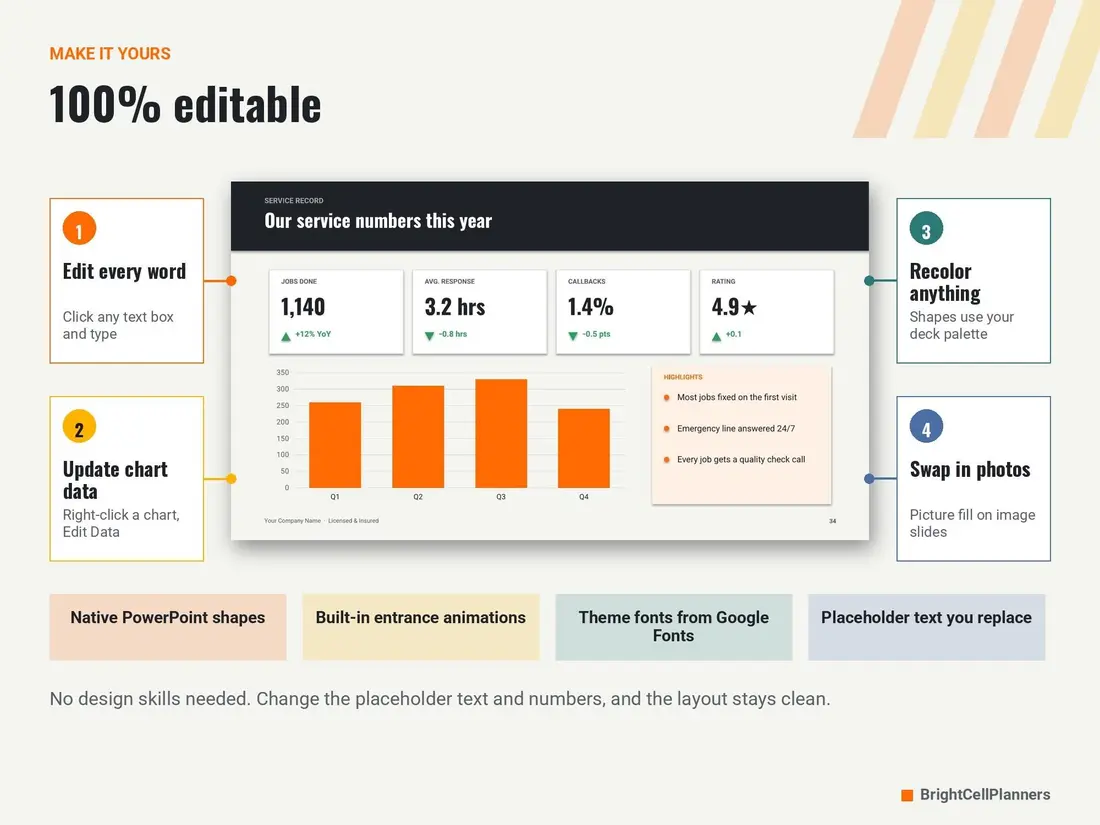 MAKE IT YOURS
100% editable
1
Edit every word
Click any text box
and type
2
Update chart
data
Right-click a chart,
Edit Data
SERVICE RECORD
Our service numbers this year
JOBS DONE
1,140
+12% YoY
AVG. RESPONSE
3.2 hrs
-0.8 hrs
CALLBACKS
1.4%
-0.5 pts
RATING
4.9★
+0.1
350
300
250
200
150
100
50
0
Q1 Q2 Q3 Q4
HIGHLIGHTS
Most jobs fixed on the first visit
Emergency line answered 24/7
Every job gets a quality check call
Your Company Name · Licensed & Insured
34
3
Recolor
anything
Shapes use your
deck palette
4
Swap in photos
Picture fill on image
slides
Native PowerPoint shapes
Built-in entrance animations
Theme fonts from Google
Fonts
Placeholder text you replace
No design skills needed. Change the placeholder text and numbers, and the layout stays clean.
BrightCellPlanners